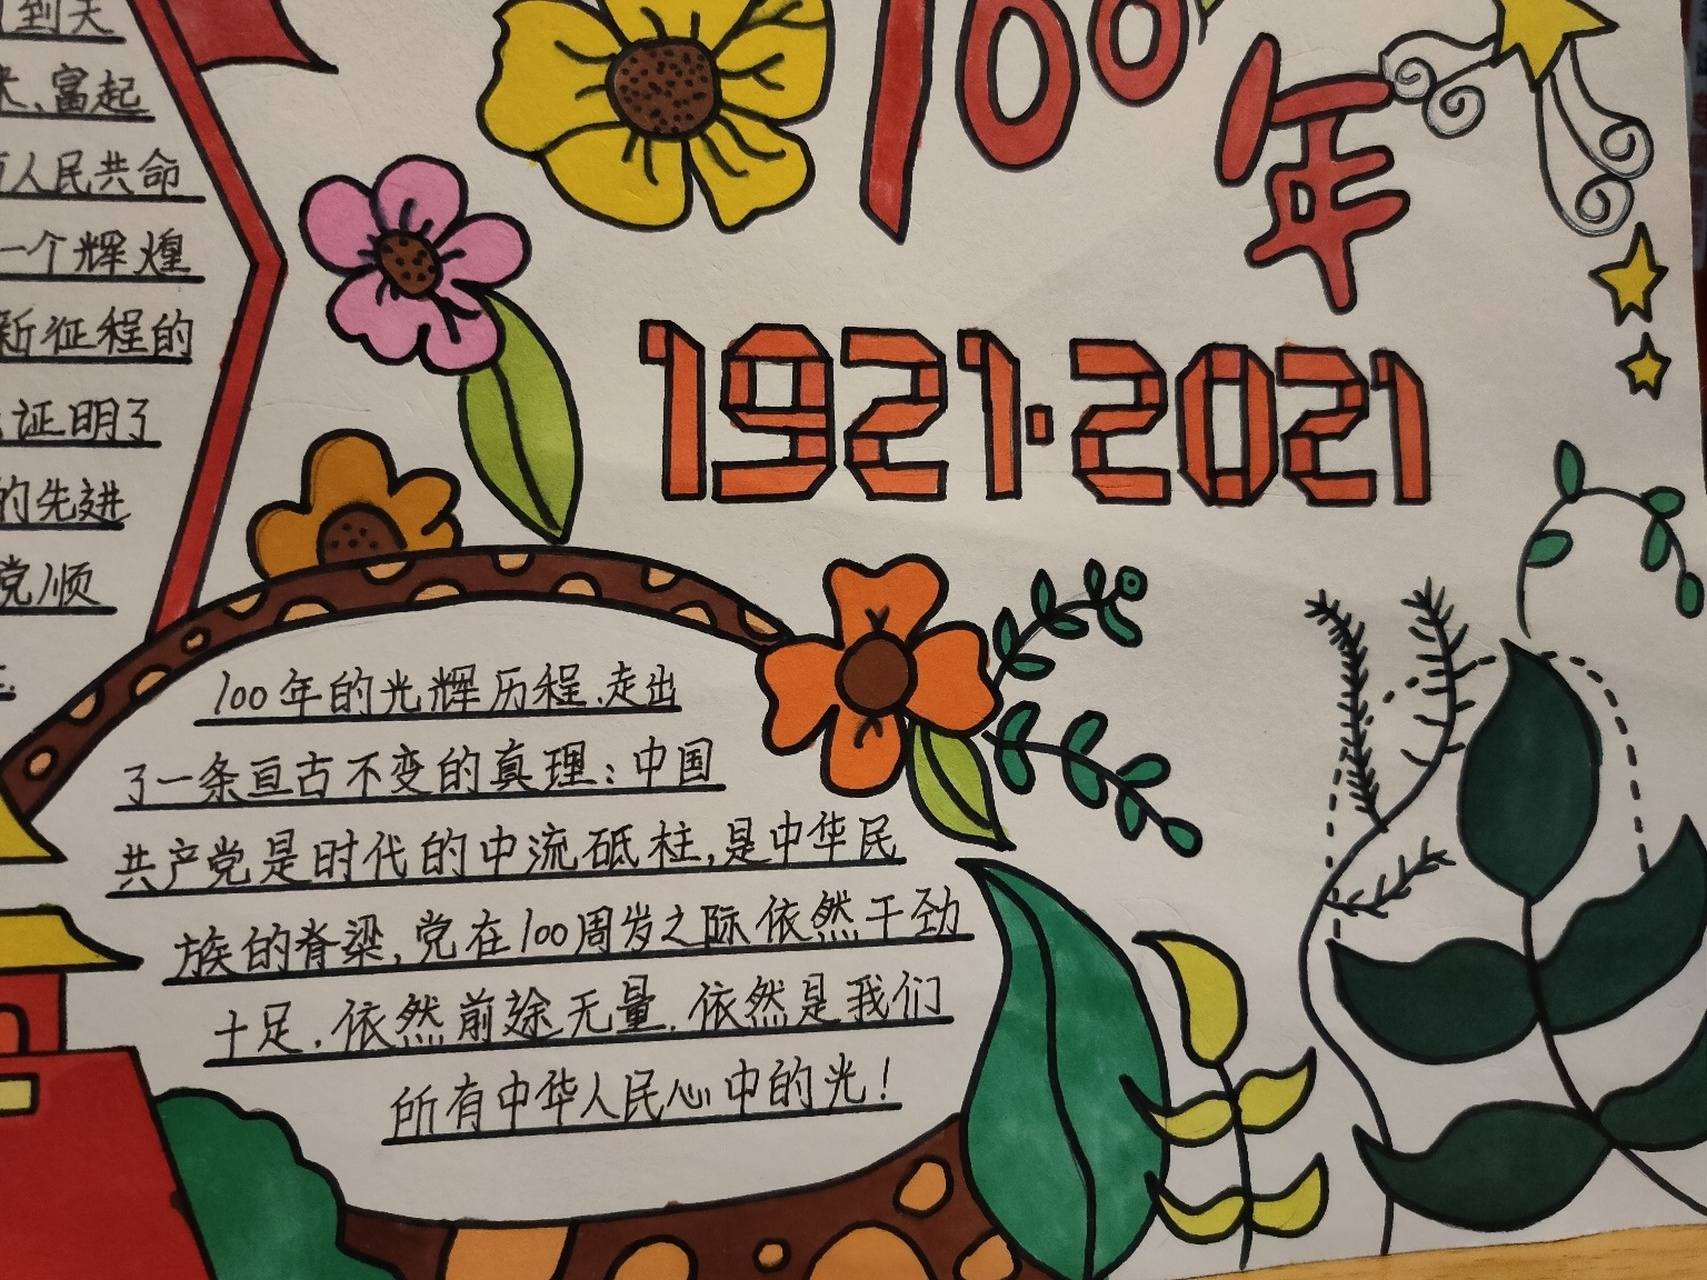 到天
来、富起
人民共命
一个辉煌
新征程的
证明了
的先进
党顺
100年
1921·2021
100年的光辉历程.走出
了一条亘古不变的真理：中国
共产党是时代的中流砥柱,是中华民
族的脊梁,党在100周岁之际依然干劲
十足.依然前途无量.依然是我们
所有中华人民心中的光!